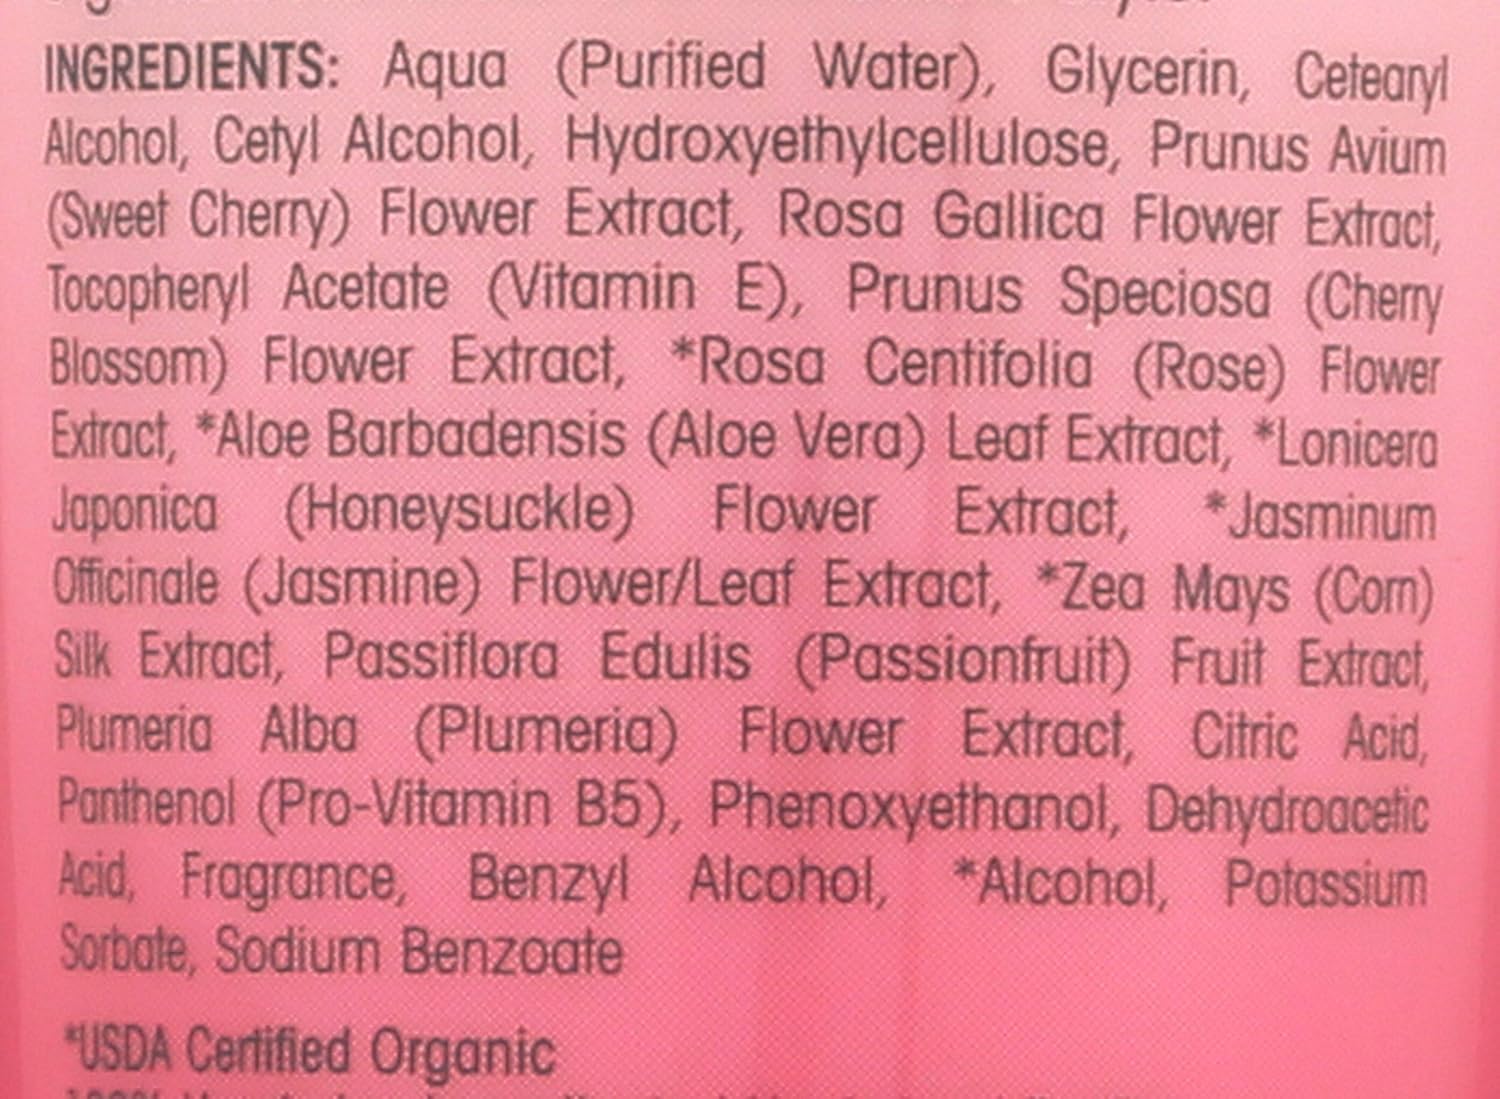 INGREDIENTS: Aqua (Purified Water), Glycerin, Cetearyl
Alcohol, Cetyl Alcohol, Hydroxyethylcellulose, Prunus Avium
(Sweet Cherry) Flower Extract, Rosa Gallica Flower Extract,
Tocopheryl Acetate (Vitamin E), Prunus Speciosa (Cherry
Blossom) Flower Extract, *Rosa Centifolia (Rose) Flower
Extract, *Aloe Barbadensis (Aloe Vera) Leaf Extract, *Lonicera
Japonica (Honeysuckle) Flower Extract, *Jasminum
Officinale (Jasmine) Flower/Leaf Extract, *Zea Mays (Corn)
Silk Extract, Passiflora Edulis (Passionfruit) Fruit Extract,
Plumeria Alba (Plumeria) Flower Extract, Citric Acid,
Panthenol (Pro-Vitamin B5), Phenoxyethanol, Dehydroacetic
Acid, Fragrance, Benzyl Alcohol, *Alcohol, Potassium
Sorbate, Sodium Benzoate
*USDA Certified Organic